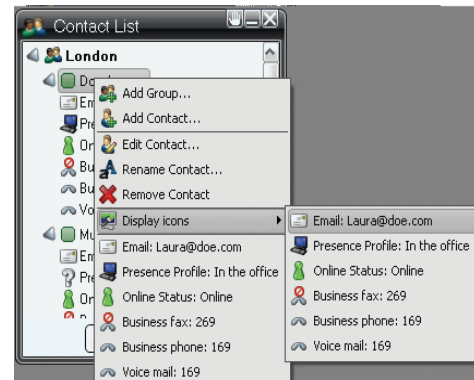 Contact List
London
Add Group...
Add Contact...
Edit Contact...
Rename Contact...
Remove Contact
Display icons
Email: Laura@doe.com
Presence Profile: In the office
Online Status: Online
Business fax: 269
Business phone: 169
Voice mail: 169
Email: Laura@doe.com
Presence Profile: In the office
Online Status: Online
Business fax: 269
Business phone: 169
Voice mail: 169